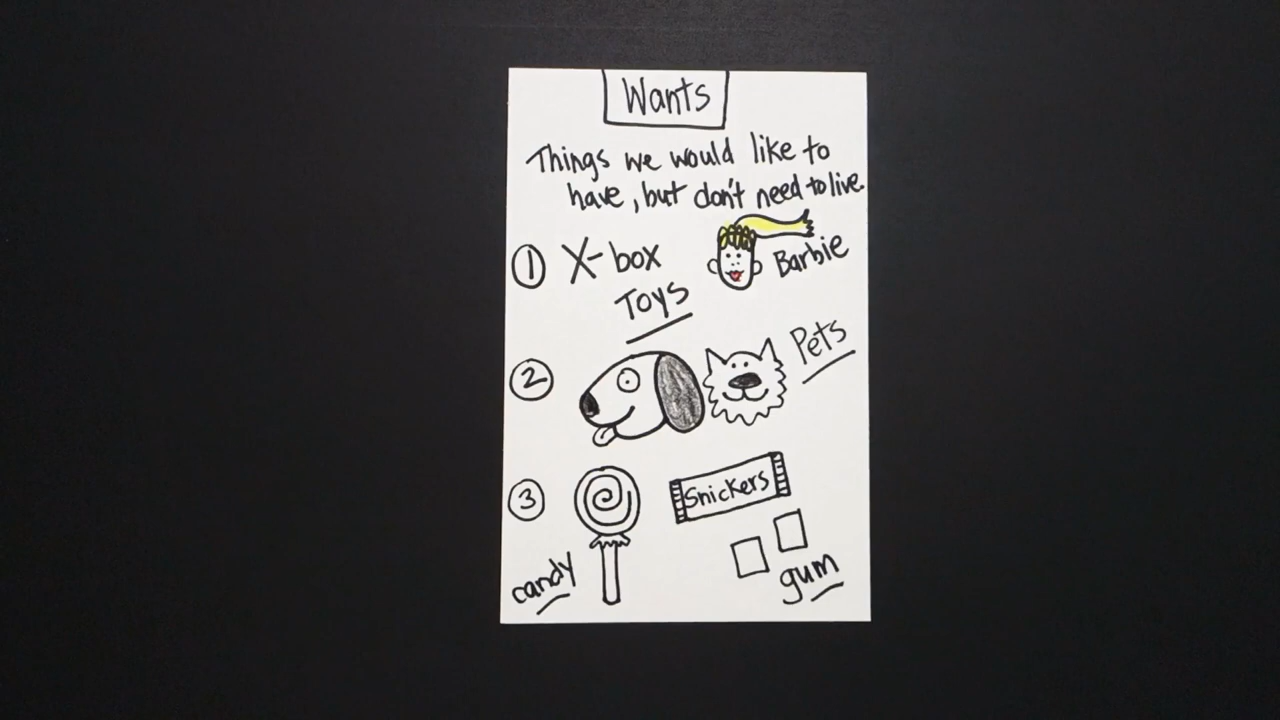 Wants
Things we would like to
have, but don't need to live.
1 X-box
Barbie
Toys
2
Pets
3
Snickers
candy
gum